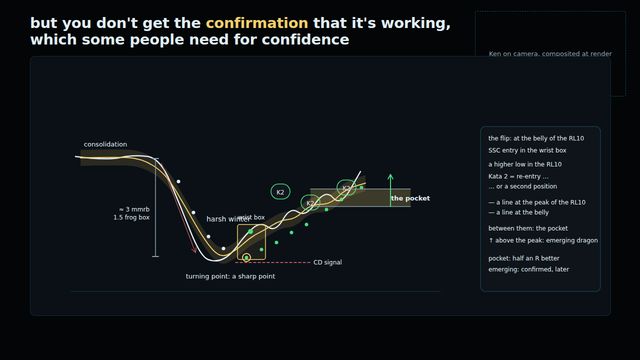 but you don't get the confirmation that it's working,
which some people need for confidence
Ken on camera, composited at render
consolidation
≈ 3 mmrb
1.5 frog box
harsh winter
wrist box
K2
K2
K2
the pocket
CD signal
turning point: a sharp point
the flip: at the belly of the RL10
SSC entry in the wrist box
a higher low in the RL10
Kata 2 = re-entry ...
... or a second position
— a line at the peak of the RL10
— a line at the belly
between them: the pocket
↑ above the peak: emerging dragon
pocket: half an R better
emerging: confirmed, later